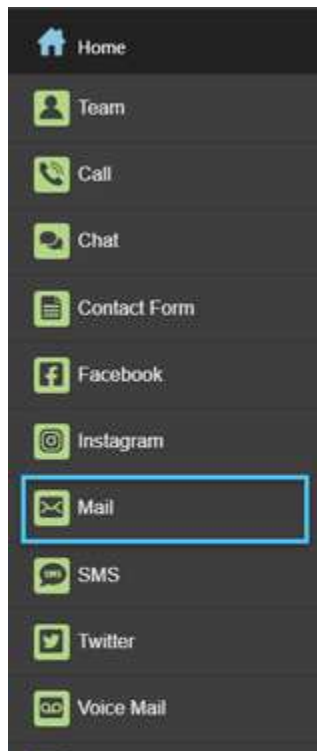 Home
Team
Call
Chat
Contact Form
Facebook
Instagram
Mail
SMS
Twitter
Voice Mail